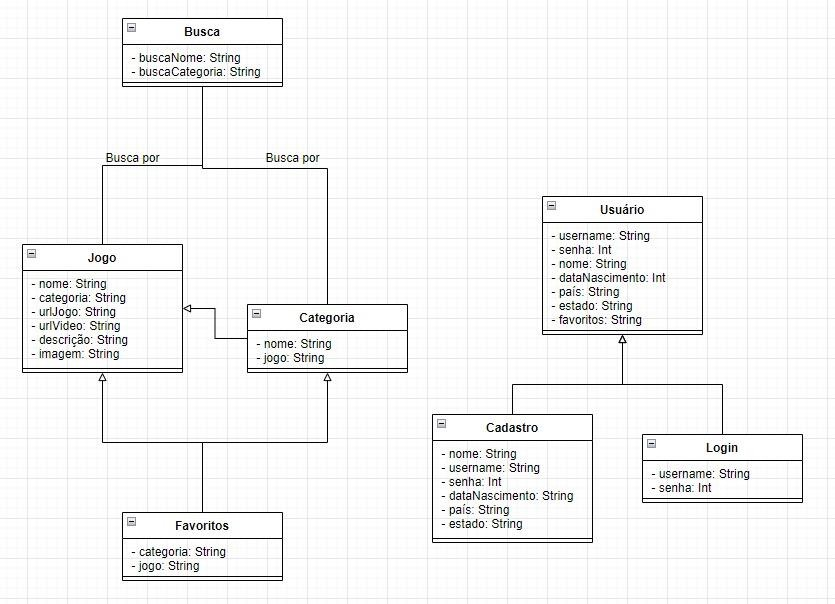 Busca
- buscaNome: String
- buscaCategoria: String
Busca por
Busca por
Jogo
- nome: String
- categoria: String
- urlJogo: String
- urlVideo: String
- descrição: String
- imagem: String
Categoria
- nome: String
- jogo: String
Favoritos
- categoria: String
- jogo: String
Usuário
- username: String
- senha: Int
- nome: String
- dataNascimento: Int
- país: String
- estado: String
- favoritos: String
Cadastro
- nome: String
- username: String
- senha: Int
- dataNascimento: String
- país: String
- estado: String
Login
- username: String
- senha: Int